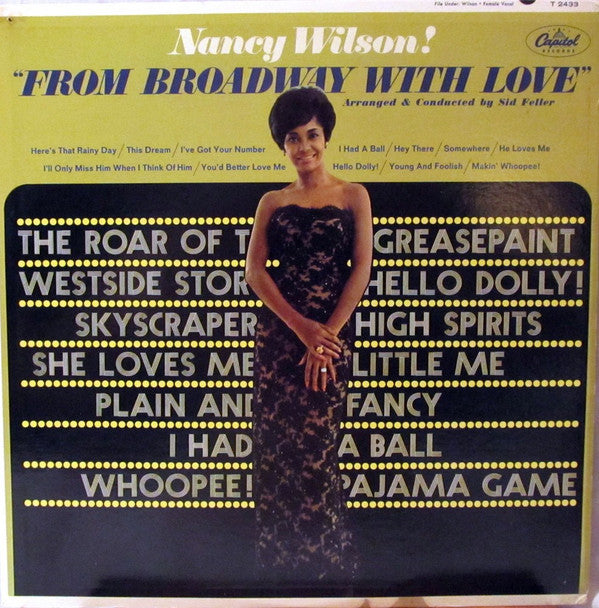 File Under: Wilson • Female Vocal
T 2433
Nancy Wilson!
Capitol
RECORDS
"FROM BROADWAY WITH LOVE"
Arranged & Conducted by Sid Feller
Here's That Rainy Day / This Dream / I've Got Your Number
I Had A Ball / Hey There / Somewhere / He Loves Me
I'll Only Miss Him When I Think Of Him / You'd Better Love Me
Hello Dolly! / Young And Foolish / Makin' Whoopee!
THE ROAR OF T GREASEPAINT
WESTSIDE STOR HELLO DOLLY!
SKYSCRAPER HIGH SPIRITS
SHE LOVES ME LITTLE ME
PLAIN AND FANCY
I HAD A BALL
WHOOPEE! PAJAMA GAME